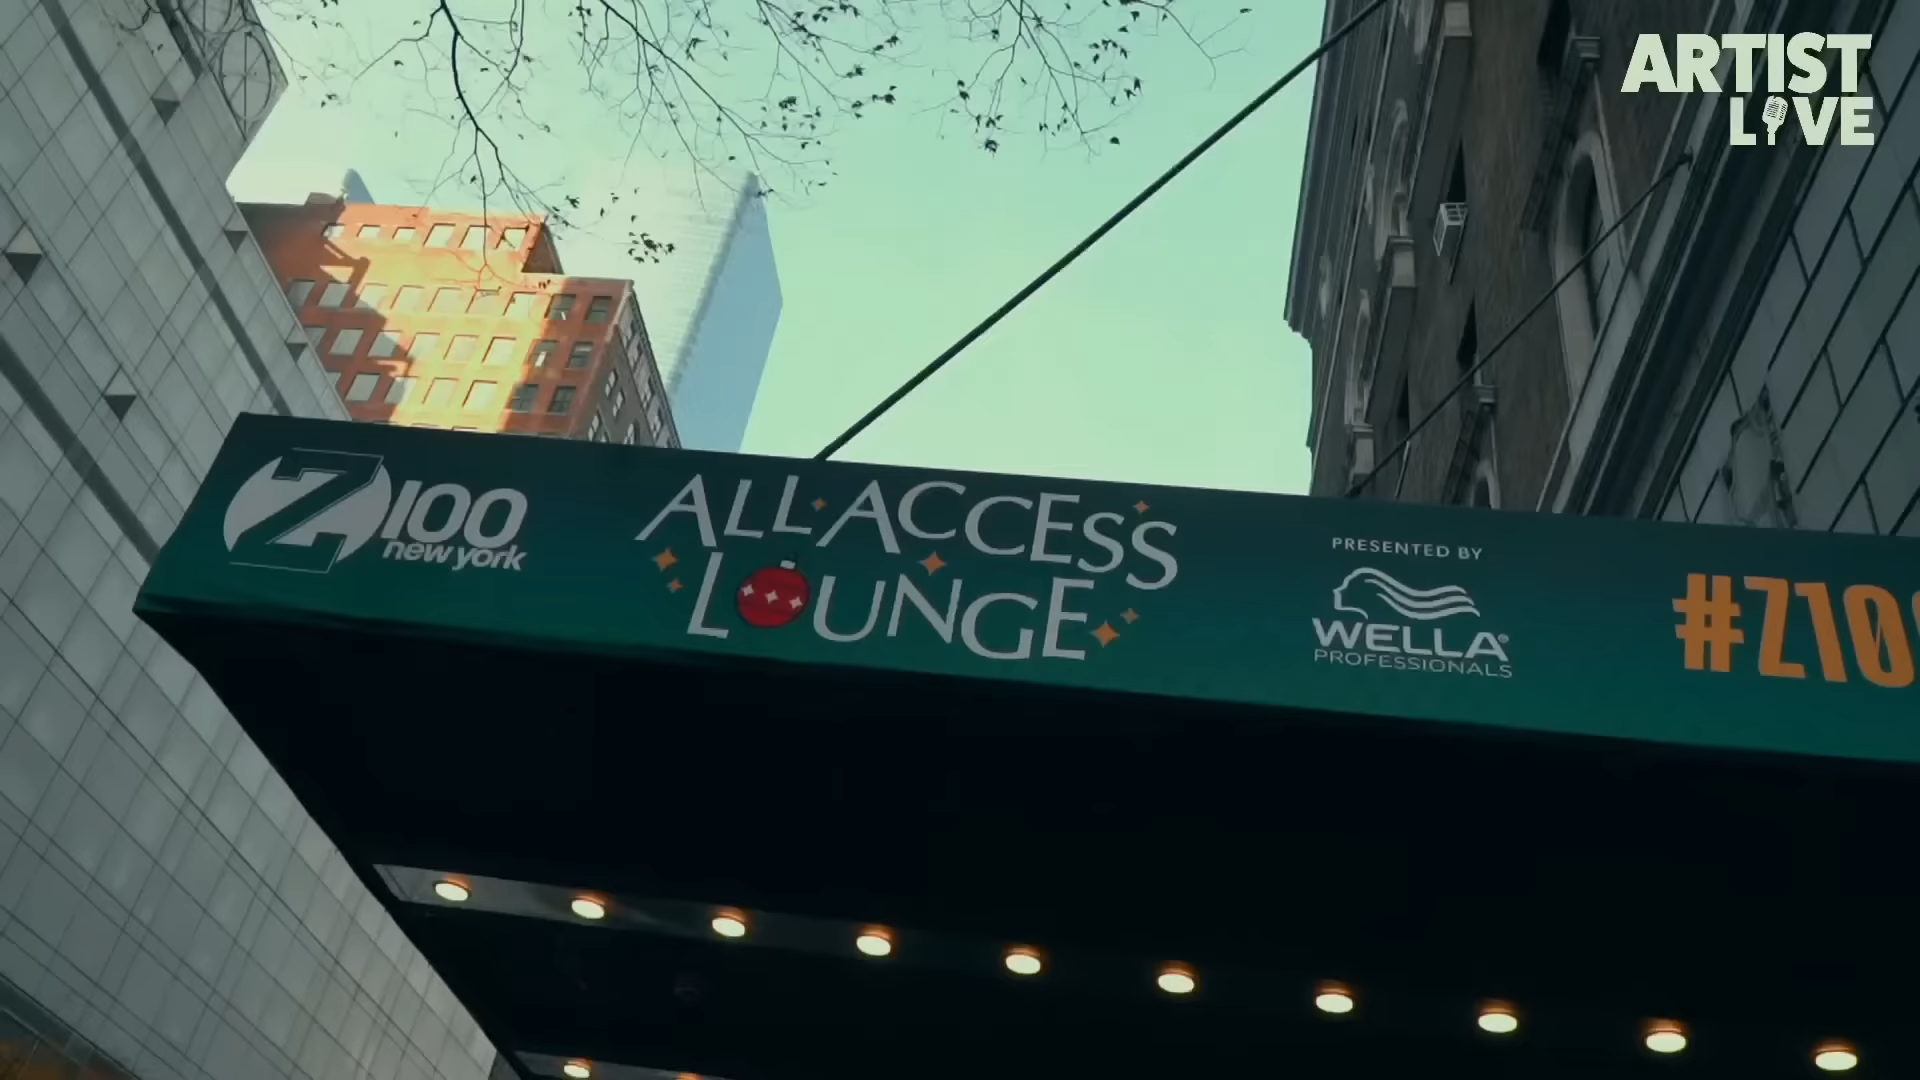 ARTIST
LIVE
Z100
new york
ALL ACCESS
LOUNGE
PRESENTED BY
WELLA®
PROFESSIONALS
#Z10